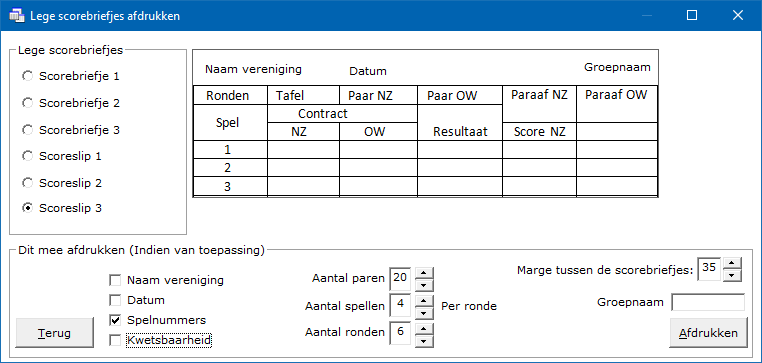 Lege scorebriefjes afdrukken
Lege scorebriefjes
Scorebriefje 1
Scorebriefje 2
Scorebriefje 3
Scoreslip 1
Scoreslip 2
Scoreslip 3
Naam vereniging Datum Groepnaam
Ronden Tafel Paar NZ Paar OW Paraaf NZ Paraaf OW
Spel Contract
NZ OW Resultaat Score NZ
1
2
3
Dit mee afdrukken (Indien van toepassing)
Naam vereniging
Datum
Spelnummers
Kwetsbaarheid
Aantal paren 20
Aantal spellen 4 Per ronde
Aantal ronden 6
Marge tussen de scorebriefjes: 35
Groepnaam
Terug
Afdrukken